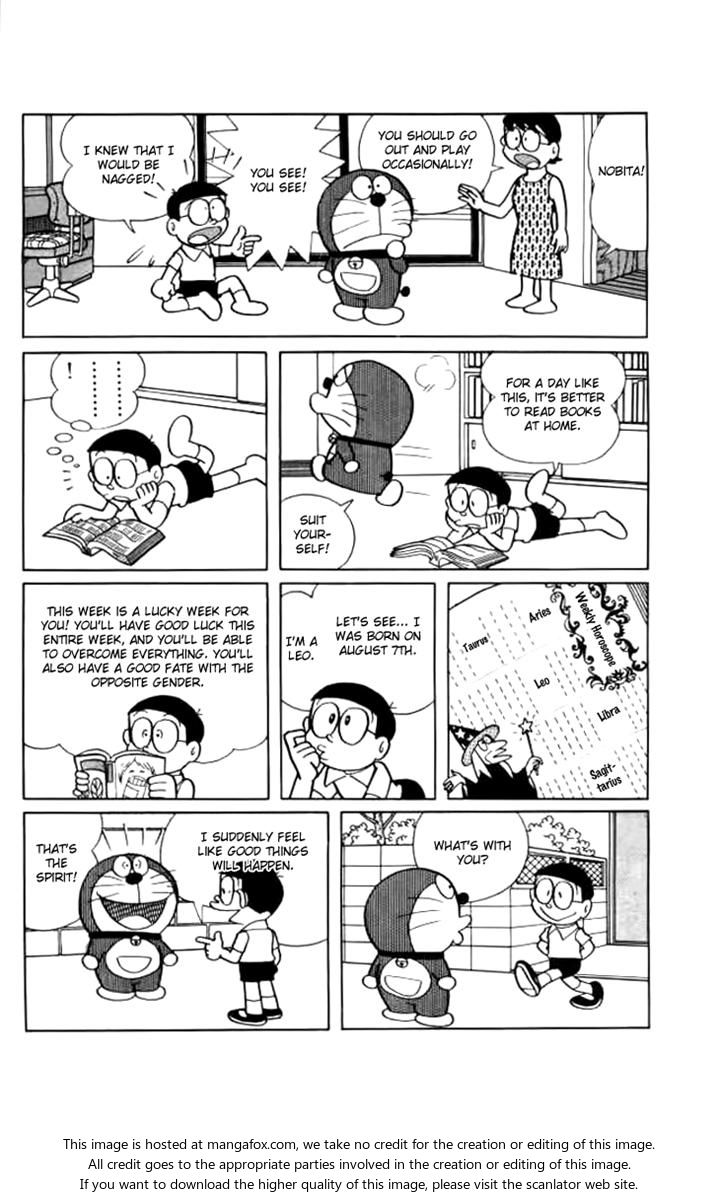 NOBITA!
YOU SHOULD GO
OUT AND PLAY
OCCASIONALLY!
YOU SEE!
YOU SEE!
I KNEW THAT I
WOULD BE
NAGGED!
FOR A DAY LIKE
THIS, IT'S BETTER
TO READ BOOKS
AT HOME.
SUIT
YOUR-
SELF!
!
Weekly Horoscope
Aries
Taurus
Leo
Libra
Sagit-
tarius
LET'S SEE... I
WAS BORN ON
AUGUST 7TH.
I'M A
LEO.
THIS WEEK IS A LUCKY WEEK FOR
YOU! YOU'LL HAVE GOOD LUCK THIS
ENTIRE WEEK, AND YOU'LL BE ABLE
TO OVERCOME EVERYTHING. YOU'LL
ALSO HAVE A GOOD FATE WITH THE
OPPOSITE GENDER.
WHAT'S WITH
YOU?
I SUDDENLY FEEL
LIKE GOOD THINGS
WILL HAPPEN.
THAT'S
THE
SPIRIT!
This image is hosted at mangafox.com, we take no credit for the creation or editing of this image.
All credit goes to the appropriate parties involved in the creation or editing of this image.
If you want to download the higher quality of this image, please visit the scanlator web site.